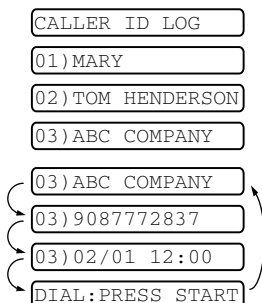 CALLER ID LOG
01)MARY
02)TOM HENDERSON
03)ABC COMPANY
03)ABC COMPANY
03)9087772837
03)02/01 12:00
DIAL:PRESS START